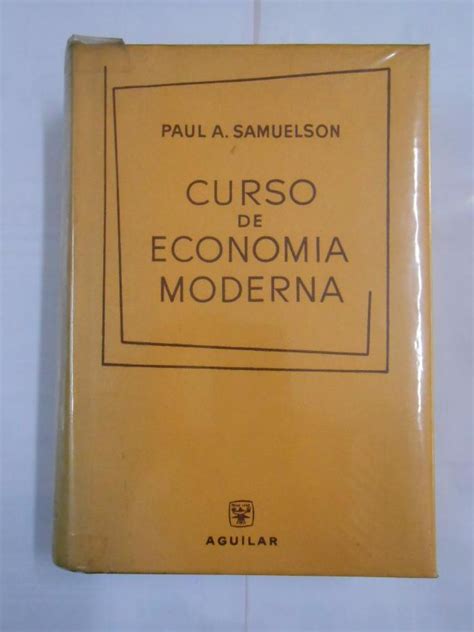 PAUL A. SAMUELSON
CURSO
DE
ECONOMIA
MODERNA
AGUILAR